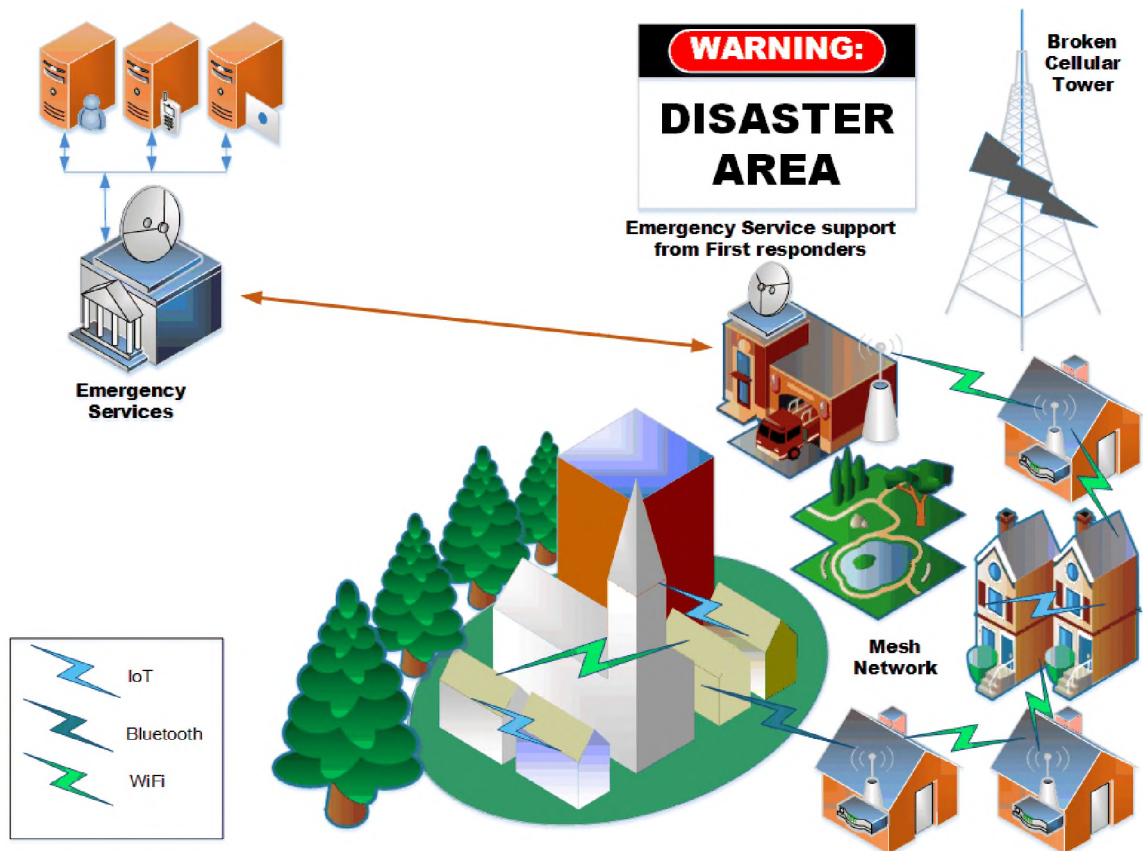 WARNING:
DISASTER
AREA
Broken
Cellular
Tower
Emergency Service support
from First responders
Emergency
Services
Mesh
Network
IoT
Bluetooth
WiFi